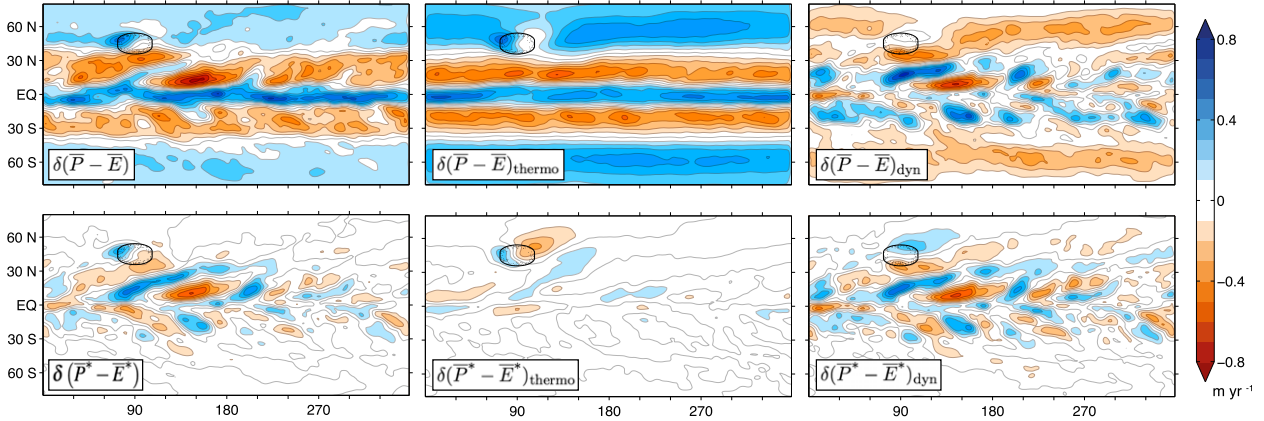 60 N
30 N
EQ
30 S
60 S
δ(P̅ − E̅)
δ(P̅ − E̅)thermo
δ(P̅ − E̅)dyn
60 N
30 N
EQ
30 S
60 S
δ(P̅* − E̅*)
δ(P̅* − E̅*)thermo
δ(P̅* − E̅*)dyn
90 180 270
90 180 270
90 180 270
0.8
0.4
0
−0.4
−0.8
m yr -1